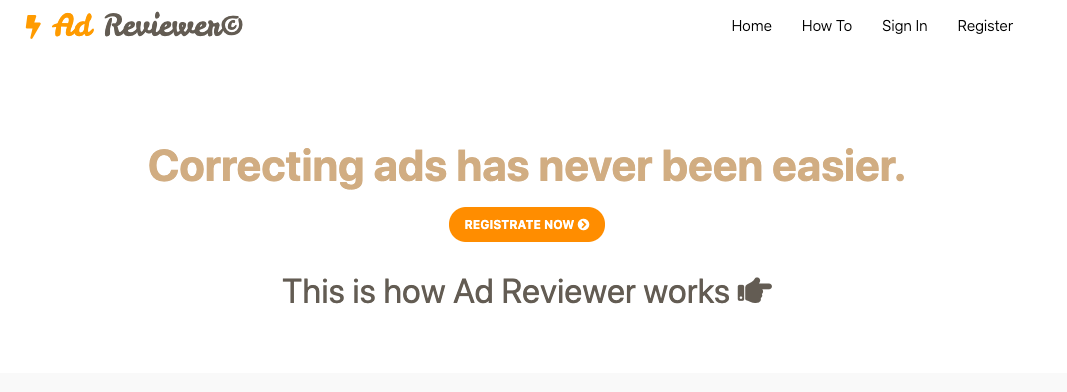 Ad Reviewer©
Home How To Sign In Register
Correcting ads has never been easier.
REGISTRATE NOW
This is how Ad Reviewer works